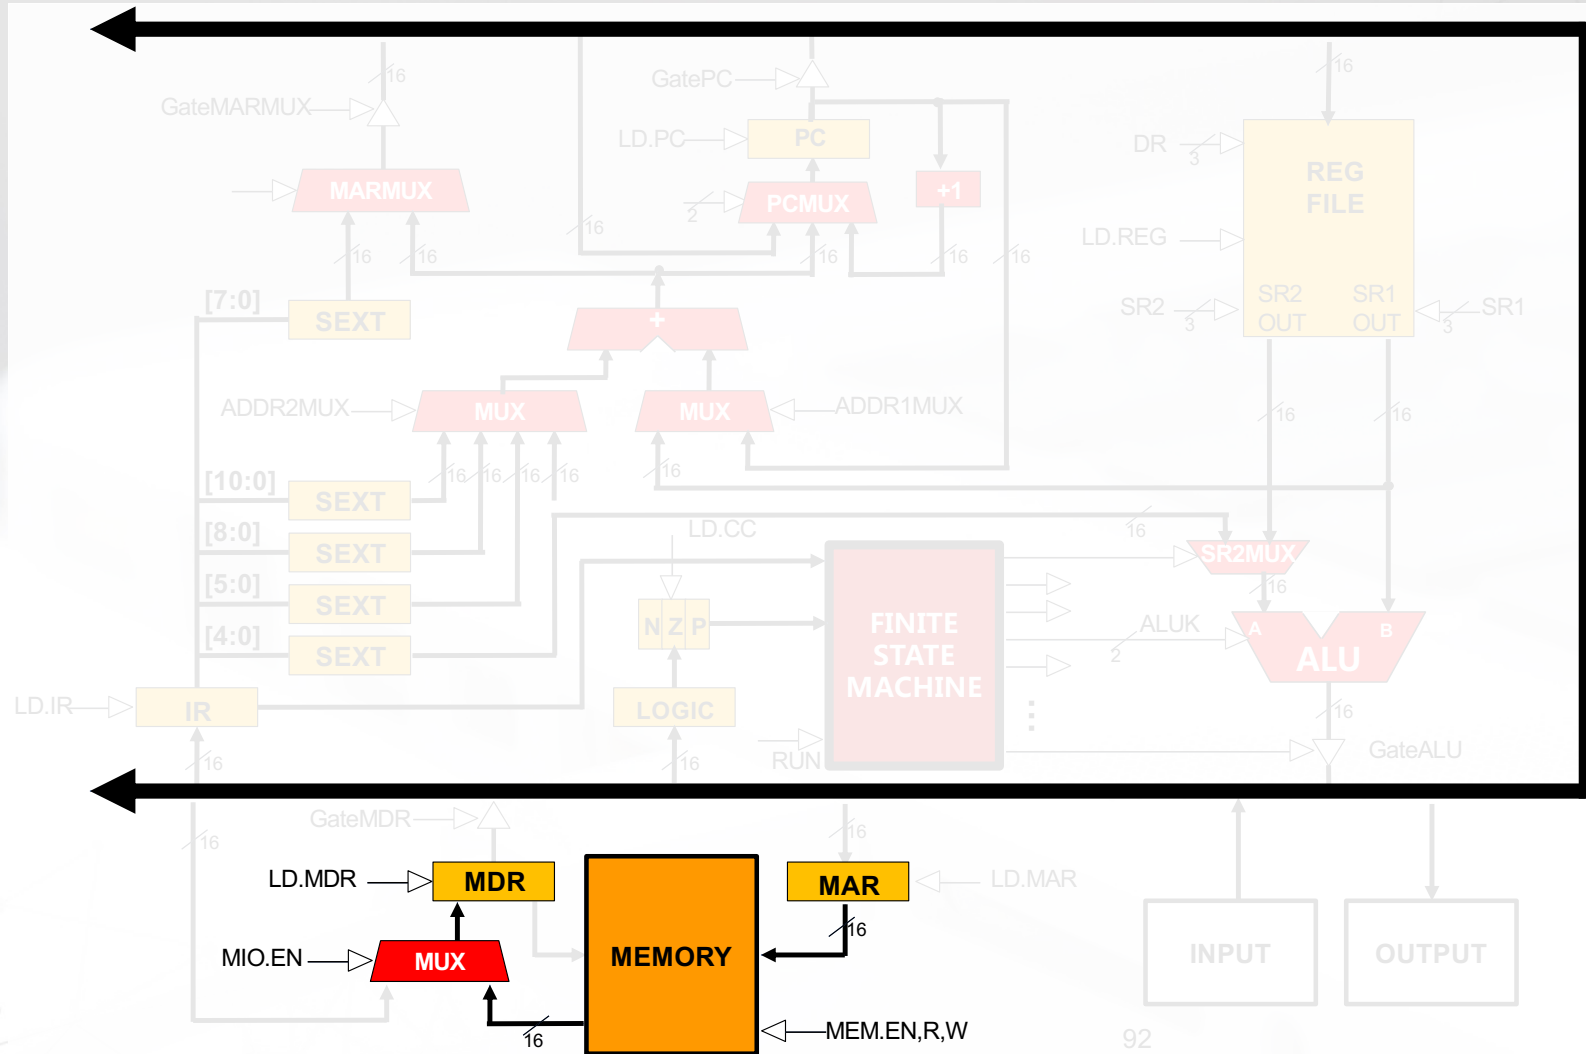 16
GatePC
16
GateMARMUX
LD.PC
PC
DR
3
REG
FILE
MARMUX
PCMUX
+1
2
16
LD.REG
16
16
16
16
16
[7:0]
SEXT
+
SR2
3
SR2
OUT
SR1
OUT
3
SR1
ADDR2MUX
MUX
MUX
ADDR1MUX
16
16
[10:0]
SEXT
16
16
16
16
16
[8:0]
SEXT
LD.CC
16
SR2MUX
16
[5:0]
SEXT
N Z P
FINITE
STATE
MACHINE
ALUK
2
A
B
ALU
[4:0]
SEXT
LD.IR
IR
LOGIC
⋮
16
16
16
RUN
GateALU
GateMDR
16
16
LD.MDR
MDR
MAR
LD.MAR
16
MIO.EN
MUX
MEMORY
INPUT
OUTPUT
16
MEM.EN,R,W
92